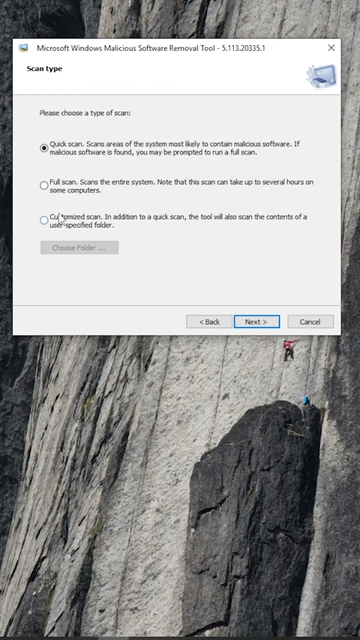 Microsoft Windows Malicious Software Removal Tool - 5.113.20335.1
Scan type
Please choose a type of scan:
Quick scan. Scans areas of the system most likely to contain malicious software. If
malicious software is found, you may be prompted to run a full scan.
Full scan. Scans the entire system. Note that this scan can take up to several hours on
some computers.
Customized scan. In addition to a quick scan, the tool will also scan the contents of a
user-specified folder.
Choose Folder ...
< Back
Next >
Cancel